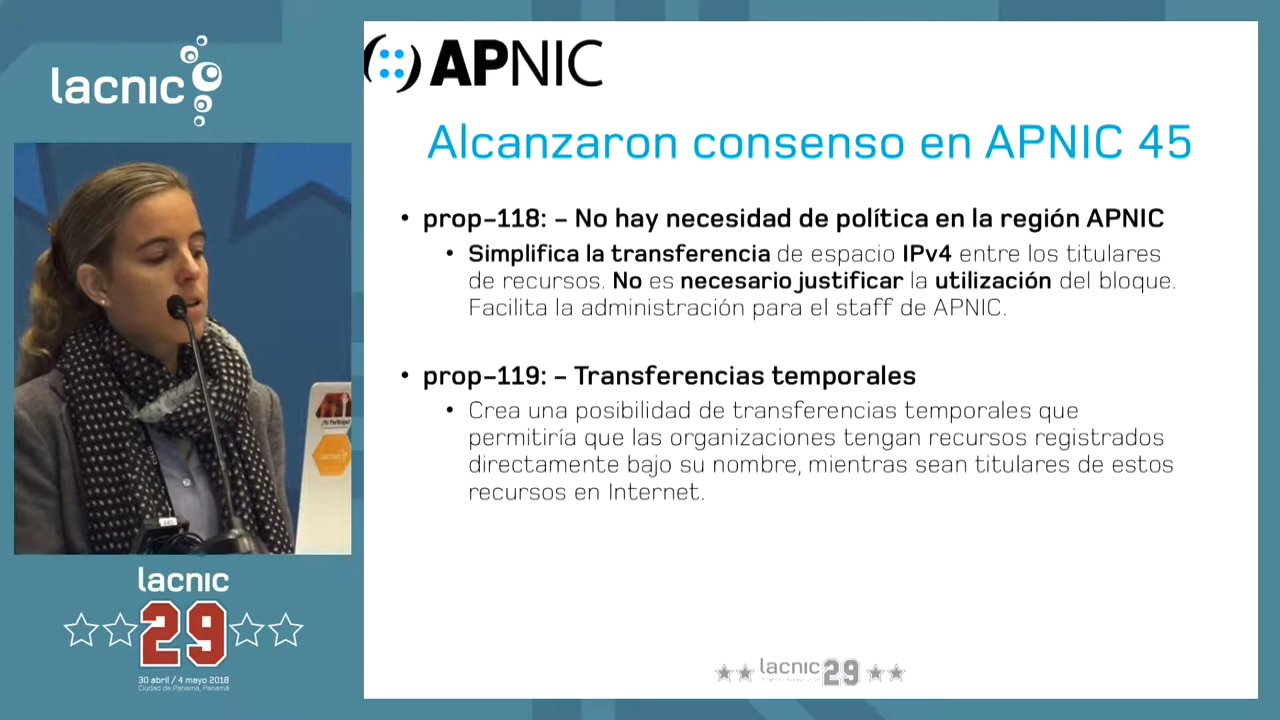 lacnic
APNIC
Alcanzaron consenso en APNIC 45
• prop-118: - No hay necesidad de política en la región APNIC
• Simplifica la transferencia de espacio IPv4 entre los titulares
de recursos. No es necesario justificar la utilización del bloque.
Facilita la administración para el staff de APNIC.
• prop-119: - Transferencias temporales
• Crea una posibilidad de transferencias temporales que
permitiría que las organizaciones tengan recursos registrados
directamente bajo su nombre, mientras sean titulares de estos
recursos en Internet.
¡Yo Participo!
lacnic
29
30 abril / 4 mayo 2018
Ciudad de Panamá, Panamá
lacnic 29